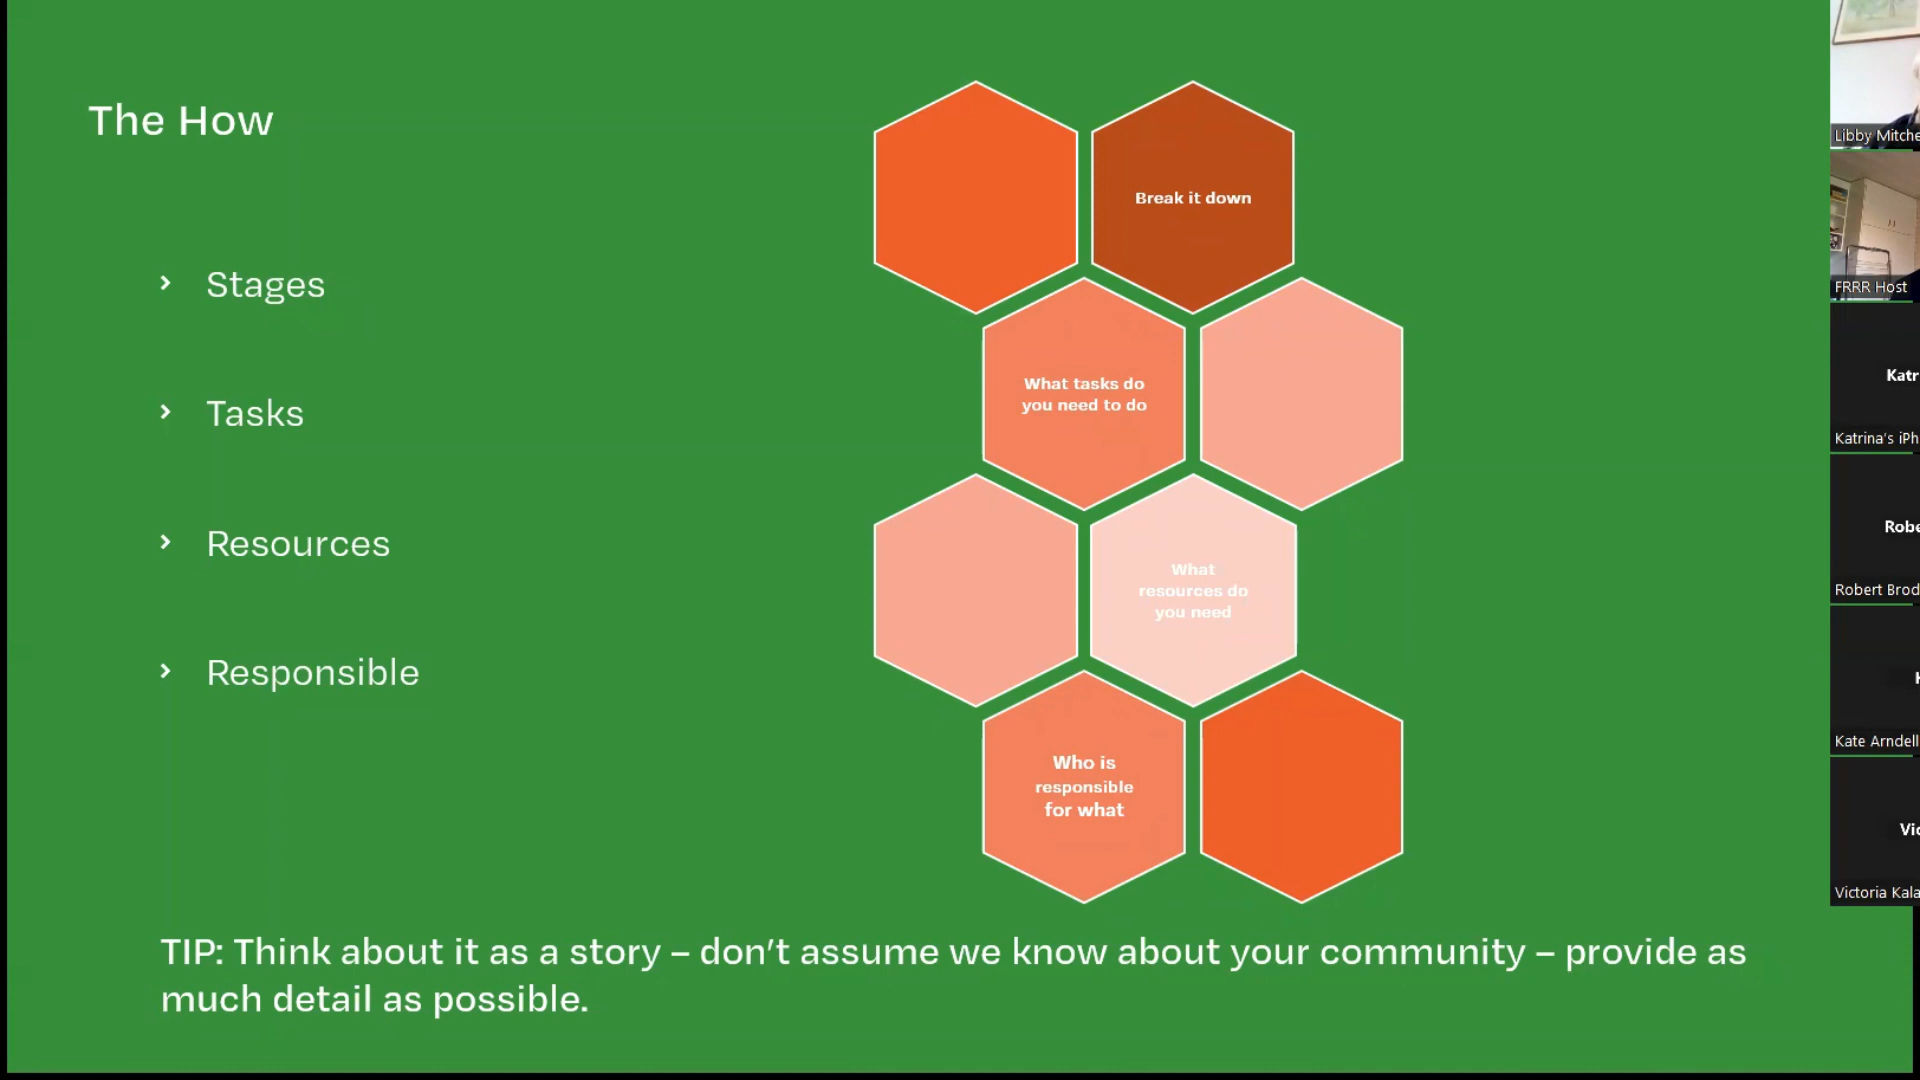 The How
Stages
Tasks
Resources
Responsible
Break it down
What tasks do
you need to do
What
resources do
you need
Who is
responsible
for what
TIP: Think about it as a story – don't assume we know about your community – provide as
much detail as possible.
Libby Mitche
FRRR Host
Katr
Katrina's iPh
Robe
Robert Brod
K
Kate Arndell
Vic
Victoria Kala